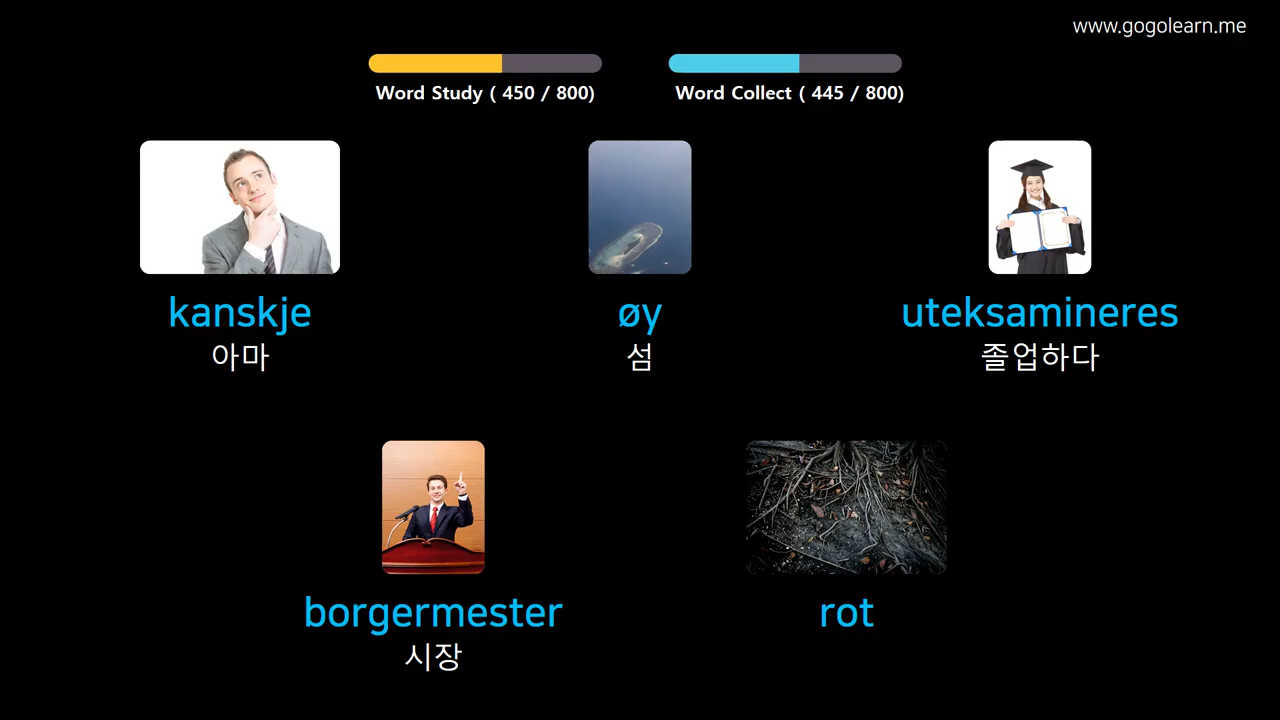 www.gogolearn.me
Word Study ( 450 / 800)
Word Collect ( 445 / 800)
kanskje
아마
øy
섬
uteksamineres
졸업하다
borgermester
시장
rot